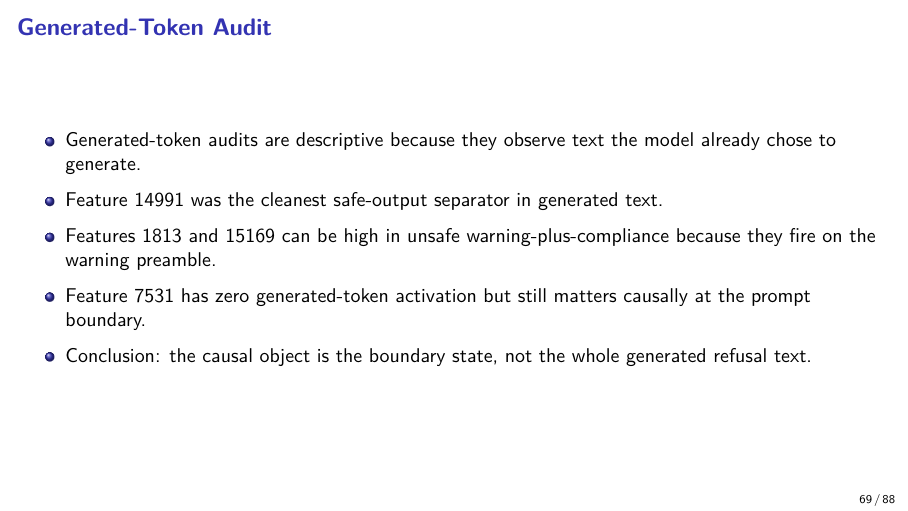 Generated-Token Audit
Generated-token audits are descriptive because they observe text the model already chose to
generate.
Feature 14991 was the cleanest safe-output separator in generated text.
Features 1813 and 15169 can be high in unsafe warning-plus-compliance because they fire on the
warning preamble.
Feature 7531 has zero generated-token activation but still matters causally at the prompt
boundary.
Conclusion: the causal object is the boundary state, not the whole generated refusal text.
69 / 88